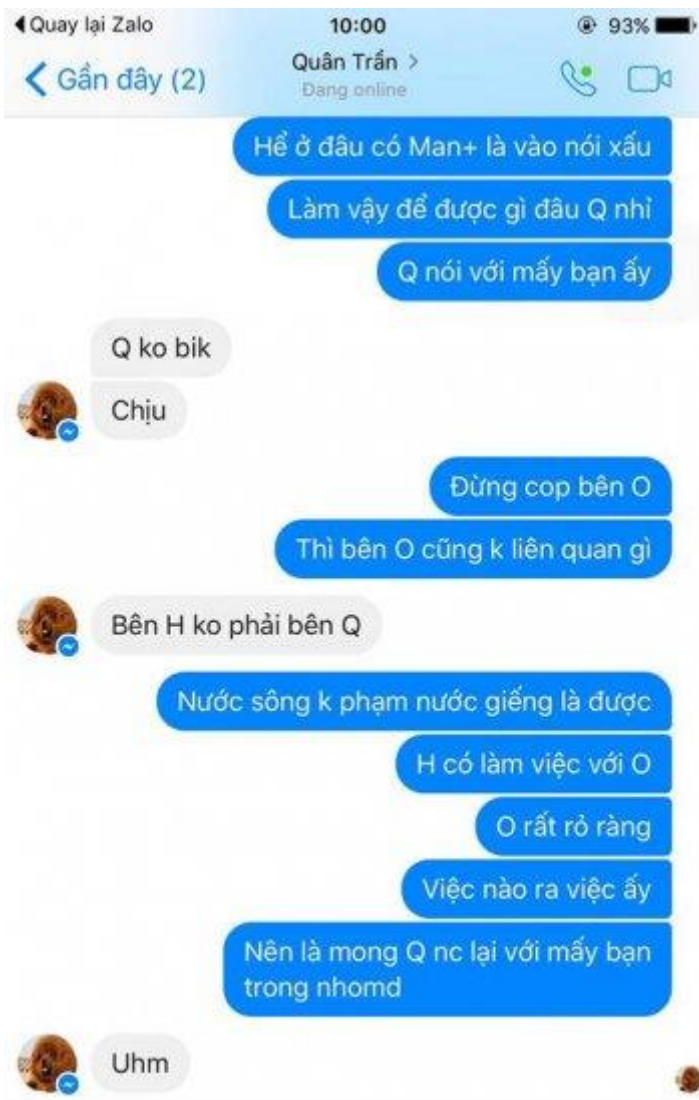 Quay lại Zalo
10:00
93%
Gần đây (2)
Quân Trần >
Đang online
Hể ở đâu có Man+ là vào nói xấu
Làm vậy để được gì đâu Q nhỉ
Q nói với mấy bạn ấy
Q ko bik
Chịu
Đừng cop bên O
Thì bên O cũng k liên quan gì
Bên H ko phải bên Q
Nước sông k phạm nước giếng là được
H có làm việc với O
O rất rỏ ràng
Việc nào ra việc ấy
Nên là mong Q nc lại với mấy bạn
trong nhomd
Uhm